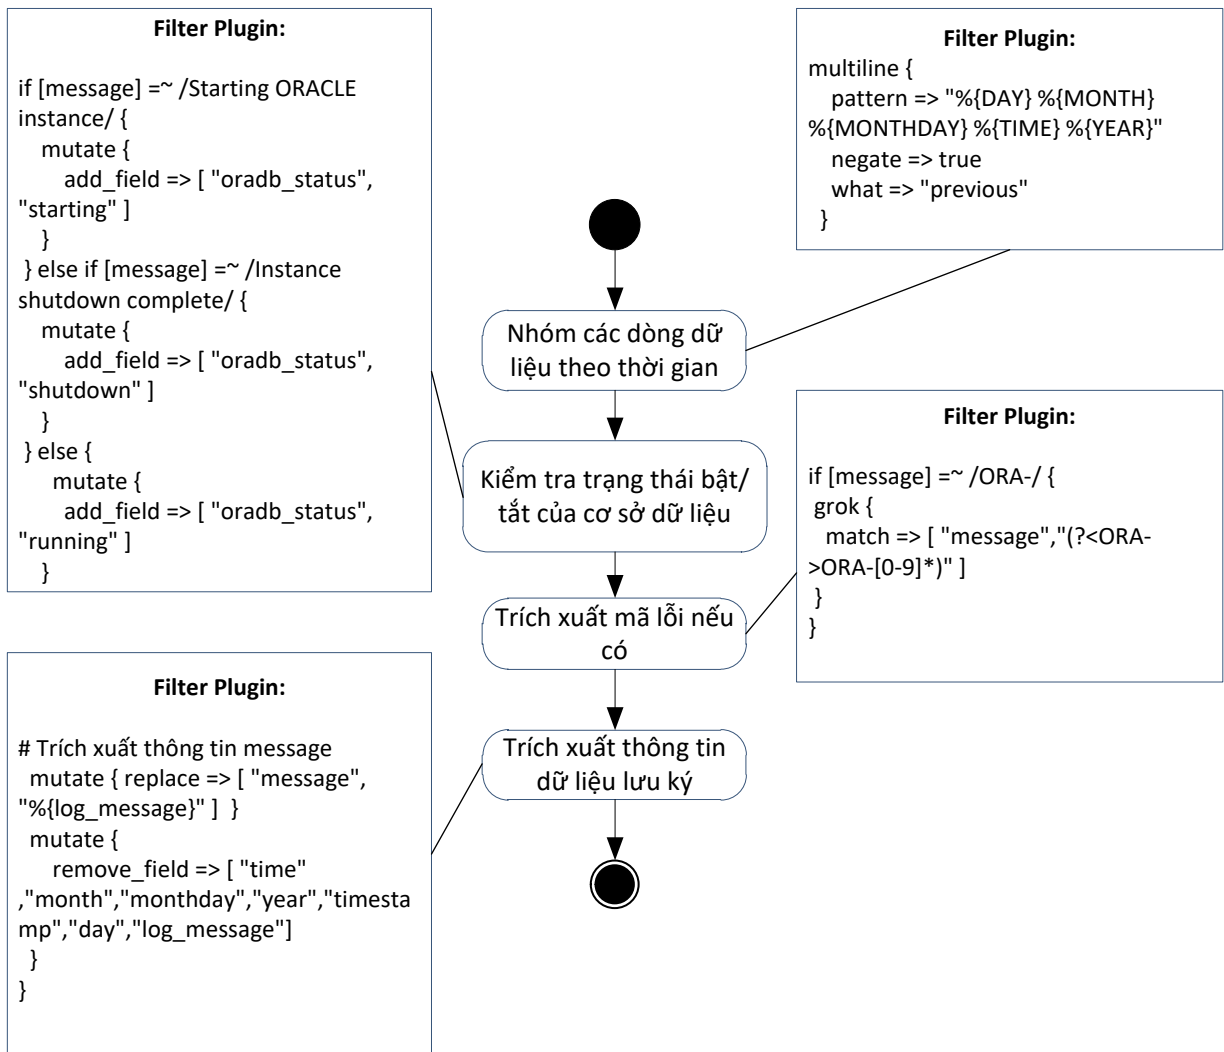 Filter Plugin:
if [message] =~ /Starting ORACLE
instance/ {
mutate {
add_field => [ "oradb_status",
"starting" ]
}
} else if [message] =~ /Instance
shutdown complete/ {
mutate {
add_field => [ "oradb_status",
"shutdown" ]
}
} else {
mutate {
add_field => [ "oradb_status",
"running" ]
}
Filter Plugin:
multiline {
pattern => "%{DAY} %{MONTH}
%{MONTHDAY} %{TIME} %{YEAR}"
negate => true
what => "previous"
}
Nhóm các dòng dữ
liệu theo thời gian
Kiểm tra trạng thái bật/
tắt của cơ sở dữ liệu
Trích xuất mã lỗi nếu
có
Trích xuất thông tin
dữ liệu lưu ký
Filter Plugin:
if [message] =~ /ORA-/ {
grok {
match => [ "message","(?<ORA-
>ORA-[0-9]*)" ]
}
}
Filter Plugin:
# Trích xuất thông tin message
mutate { replace => [ "message",
"%{log_message}" ]  }
mutate {
remove_field => [ "time"
,"month","monthday","year","timesta
mp","day","log_message"]
}
}